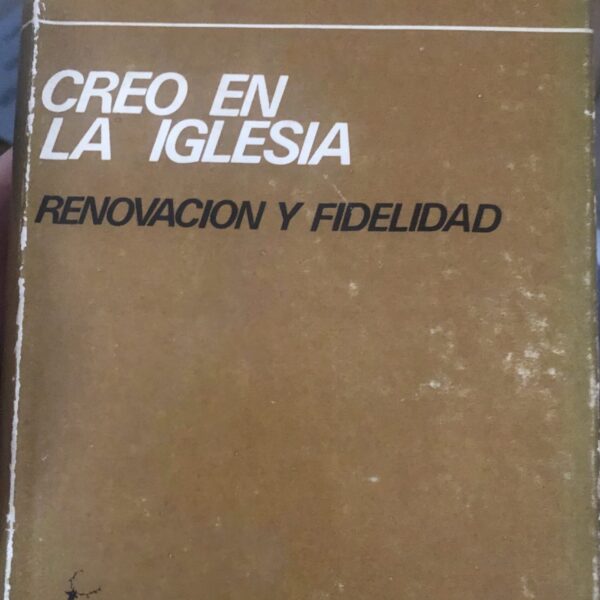 CREO EN
LA IGLESIA
RENOVACION Y FIDELIDAD